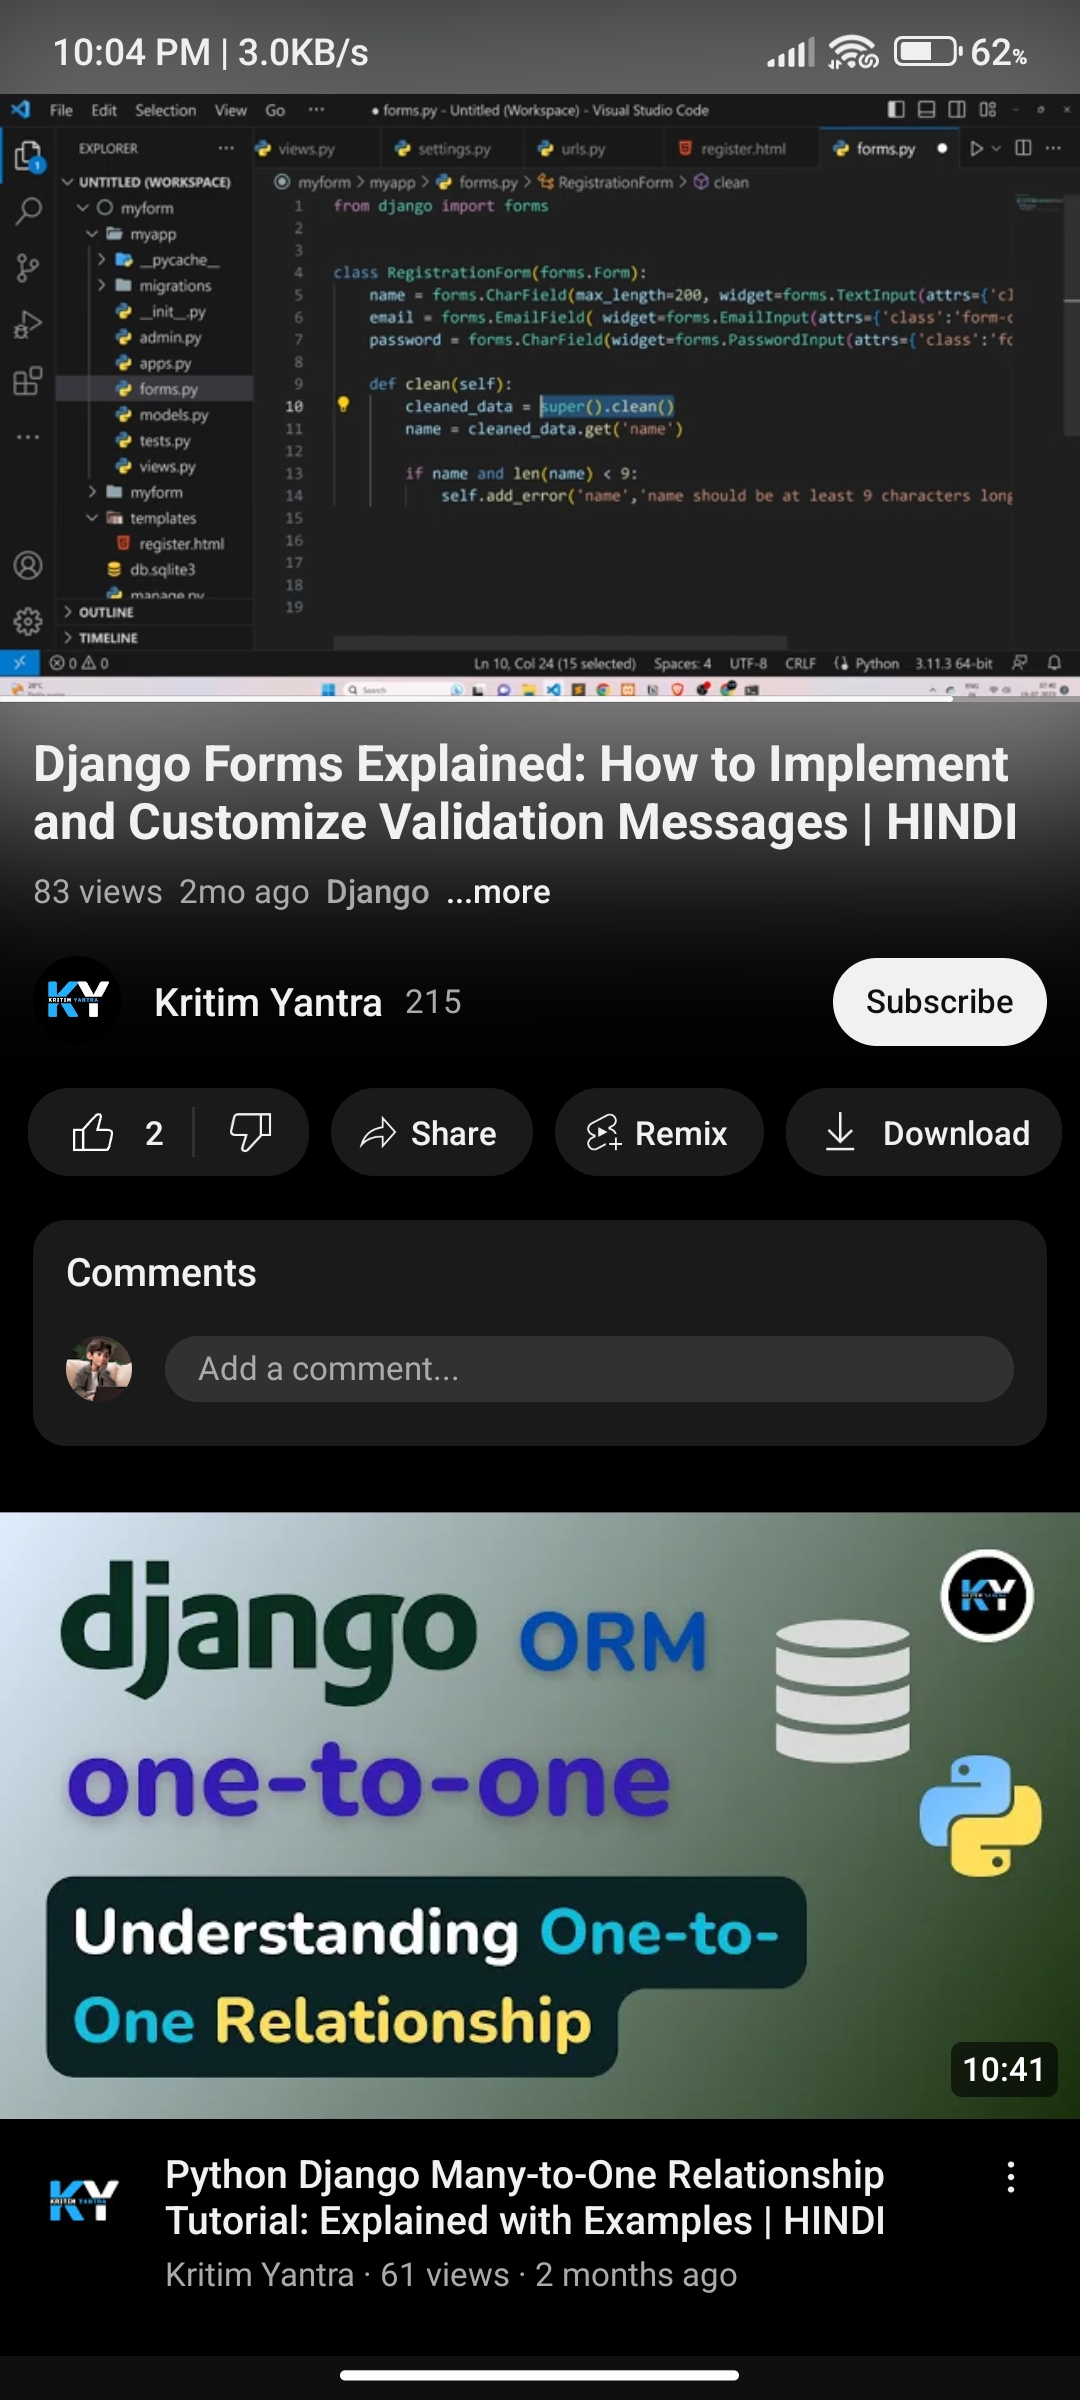 10:04 PM | 3.0KB/s 62%
File Edit Selection View Go ··· ● forms.py - Untitled (Workspace) - Visual Studio Code
EXPLORER ··· views.py settings.py urls.py register.html forms.py ●
1
UNTITLED (WORKSPACE) myform > myapp > forms.py > RegistrationForm > clean
1 from django import forms
myform
2
myapp
3
__pycache__
4 class RegistrationForm(forms.Form):
migrations
5 name = forms.CharField(max_length=200, widget=forms.TextInput(attrs={'cl
__init__.py
6 email = forms.EmailField( widget=forms.EmailInput(attrs={'class':'form-c
admin.py
7 password = forms.CharField(widget=forms.PasswordInput(attrs={'class':'fc
apps.py
8
forms.py
9 def clean(self):
10 cleaned_data = super().clean()
models.py
11 name = cleaned_data.get('name')
tests.py
12
views.py
13 if name and len(name) < 9:
myform
14 self.add_error('name','name should be at least 9 characters long
templates
15
register.html
16
db.sqlite3
17
manage.py
18
OUTLINE
19
TIMELINE
0 0 Ln 10, Col 24 (15 selected) Spaces: 4 UTF-8 CRLF Python 3.11.3 64-bit
Search
Django Forms Explained: How to Implement
and Customize Validation Messages | HINDI
83 views 2mo ago Django ...more
KY
KRITIM YANTRA
Kritim Yantra 215 Subscribe
2 Share Remix Download
Comments
Add a comment...
django ORM KY
one-to-one
Understanding One-to-
One Relationship
10:41
KY
KRITIM YANTRA
Python Django Many-to-One Relationship
Tutorial: Explained with Examples | HINDI
Kritim Yantra · 61 views · 2 months ago